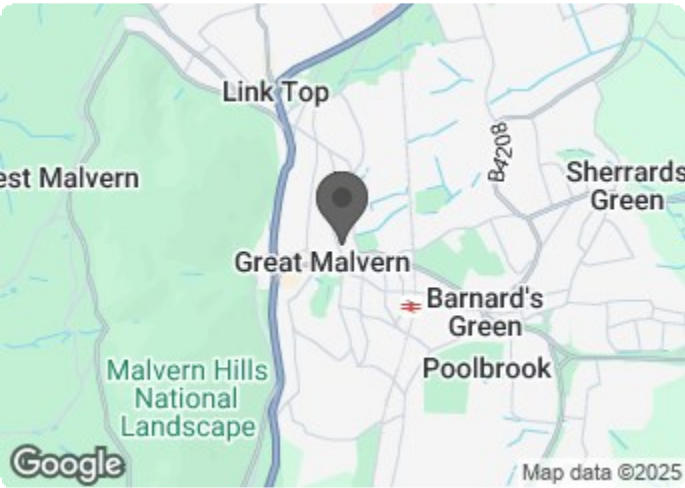 Link Top
B4208
est Malvern
Sherrards
Green
Great Malvern
Barnard's
Green
Poolbrook
Malvern Hills
National
Landscape
Google
Map data ©2025